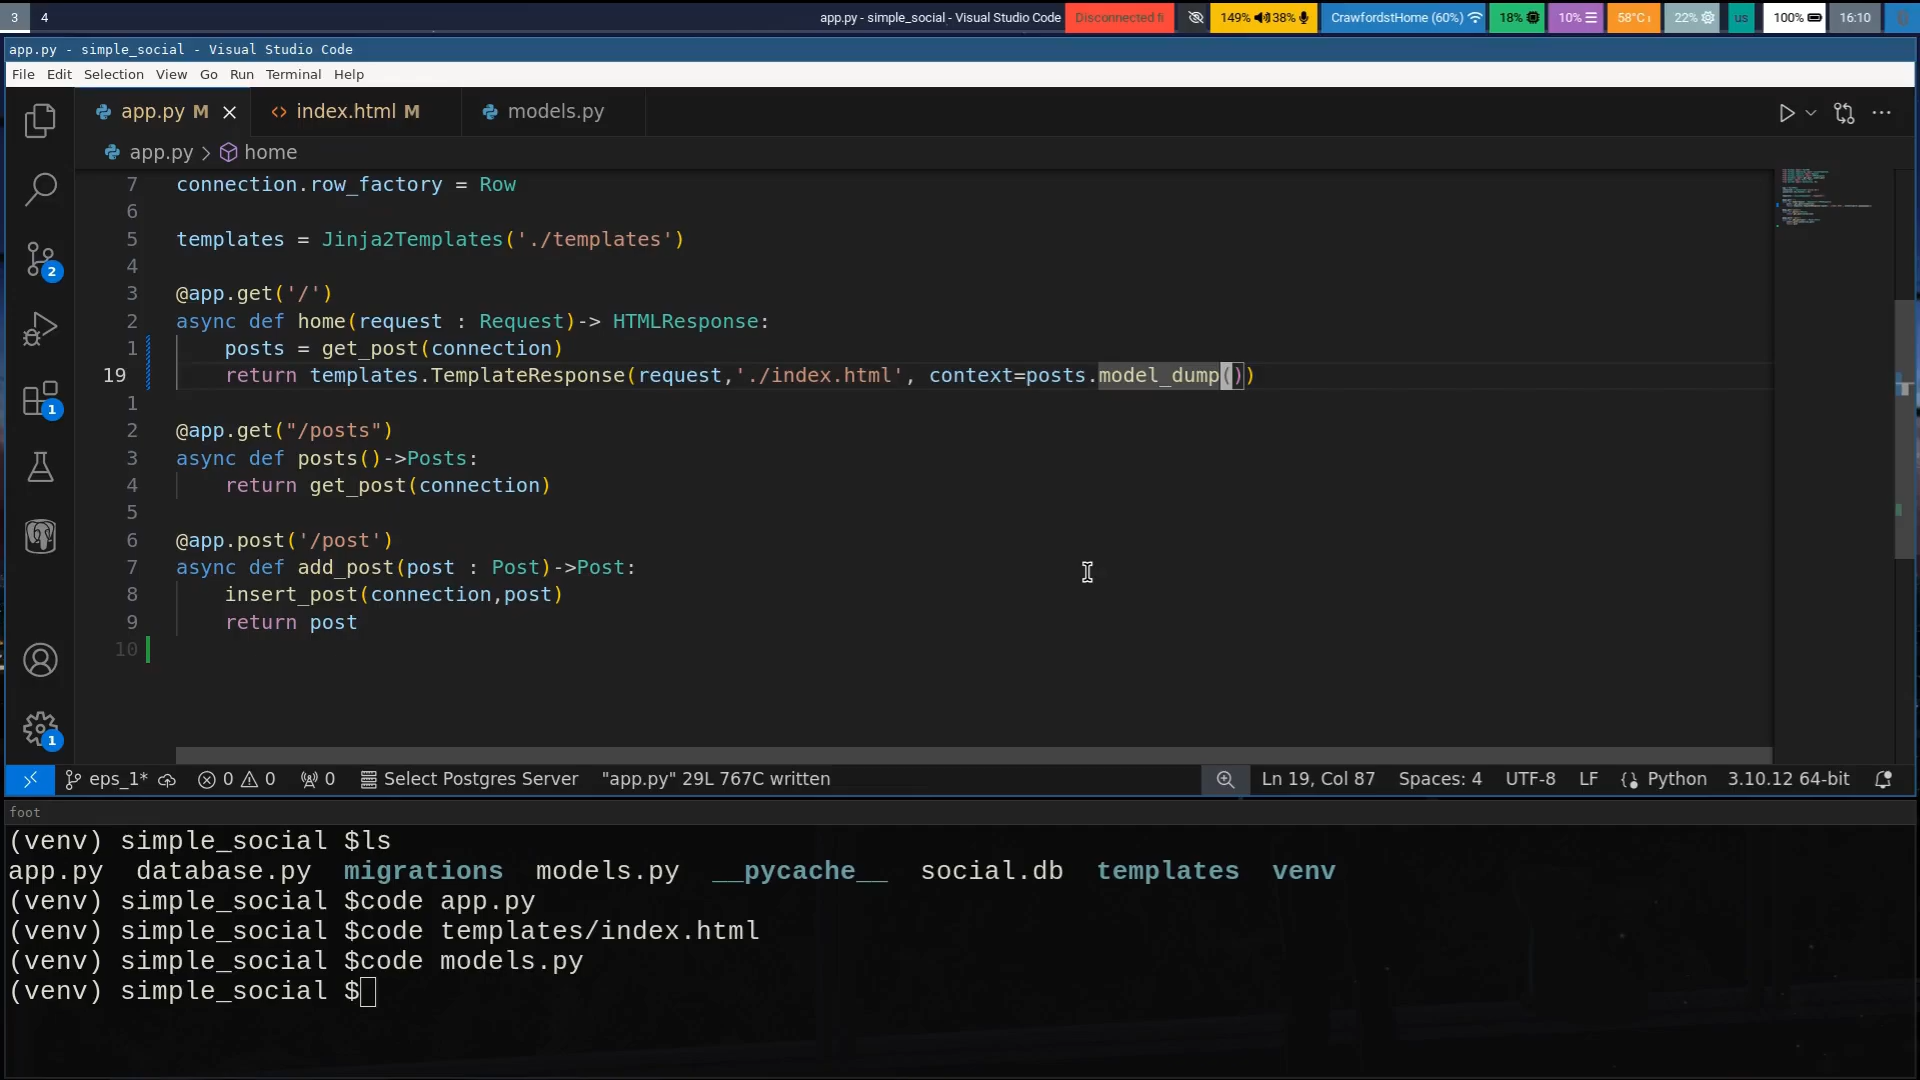 3 4 app.py - simple_social - Visual Studio Code Disconnected 149% 38% CrawfordstHome (60%) 18% 10% 58°C 22% us 100% 16:10
app.py - simple_social - Visual Studio Code
File Edit Selection View Go Run Terminal Help
app.py M index.html M models.py
app.py > home
7 connection.row_factory = Row
6
5 templates = Jinja2Templates('./templates')
4
3 @app.get('/')
2 async def home(request : Request)-> HTMLResponse:
1 posts = get_post(connection)
19 return templates.TemplateResponse(request,'./index.html', context=posts.model_dump())
1
2 @app.get("/posts")
3 async def posts()->Posts:
4 return get_post(connection)
5
6 @app.post('/post')
7 async def add_post(post : Post)->Post:
8 insert_post(connection,post)
9 return post
10
2
1
1
eps_1* 0 0 0 Select Postgres Server "app.py" 29L 767C written Ln 19, Col 87 Spaces: 4 UTF-8 LF Python 3.10.12 64-bit
foot
(venv) simple_social $ls
app.py database.py migrations models.py __pycache__ social.db templates venv
(venv) simple_social $code app.py
(venv) simple_social $code templates/index.html
(venv) simple_social $code models.py
(venv) simple_social $